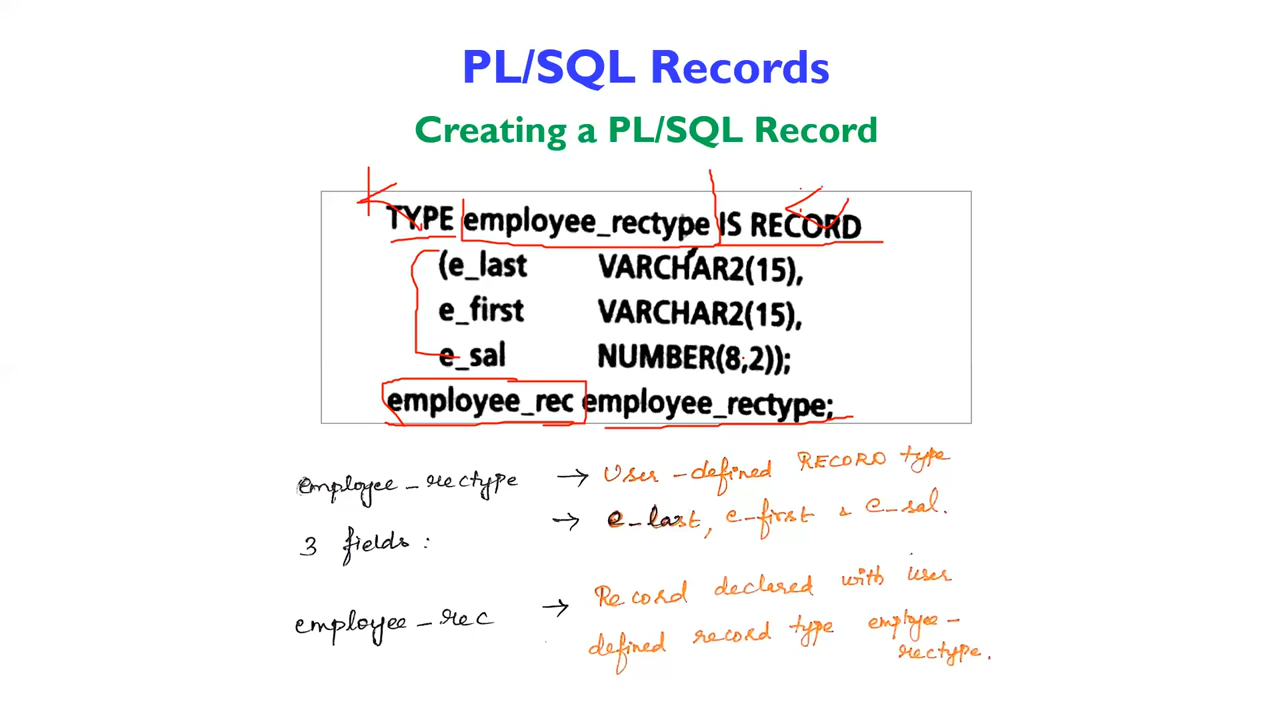 PL/SQL Records
Creating a PL/SQL Record
TYPE employee_rectype IS RECORD
(e_last VARCHAR2(15),
e_first VARCHAR2(15),
e_sal NUMBER(8,2));
employee_rec employee_rectype;
employee_rectype → User-defined RECORD type
3 fields: → e_last, e_first & e_sal.
employee_rec → Record declared with user
defined record type employee_
rectype.